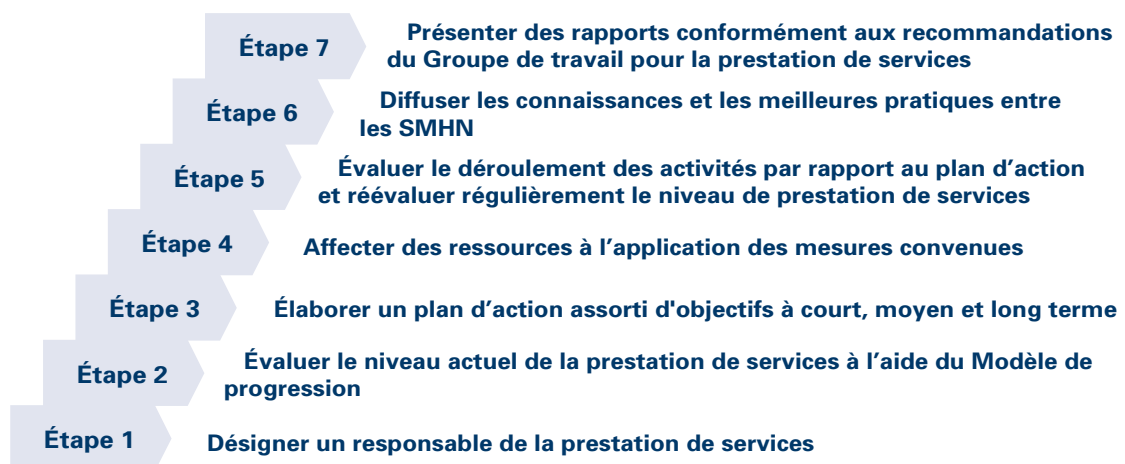 Étape 7
Présenter des rapports conformément aux recommandations
du Groupe de travail pour la prestation de services
Étape 6
Diffuser les connaissances et les meilleures pratiques entre
les SMHN
Étape 5
Évaluer le déroulement des activités par rapport au plan d’action
et réévaluer régulièrement le niveau de prestation de services
Étape 4
Affecter des ressources à l’application des mesures convenues
Étape 3
Élaborer un plan d’action assorti d'objectifs à court, moyen et long terme
Étape 2
Évaluer le niveau actuel de la prestation de services à l’aide du Modèle de
progression
Étape 1
Désigner un responsable de la prestation de services